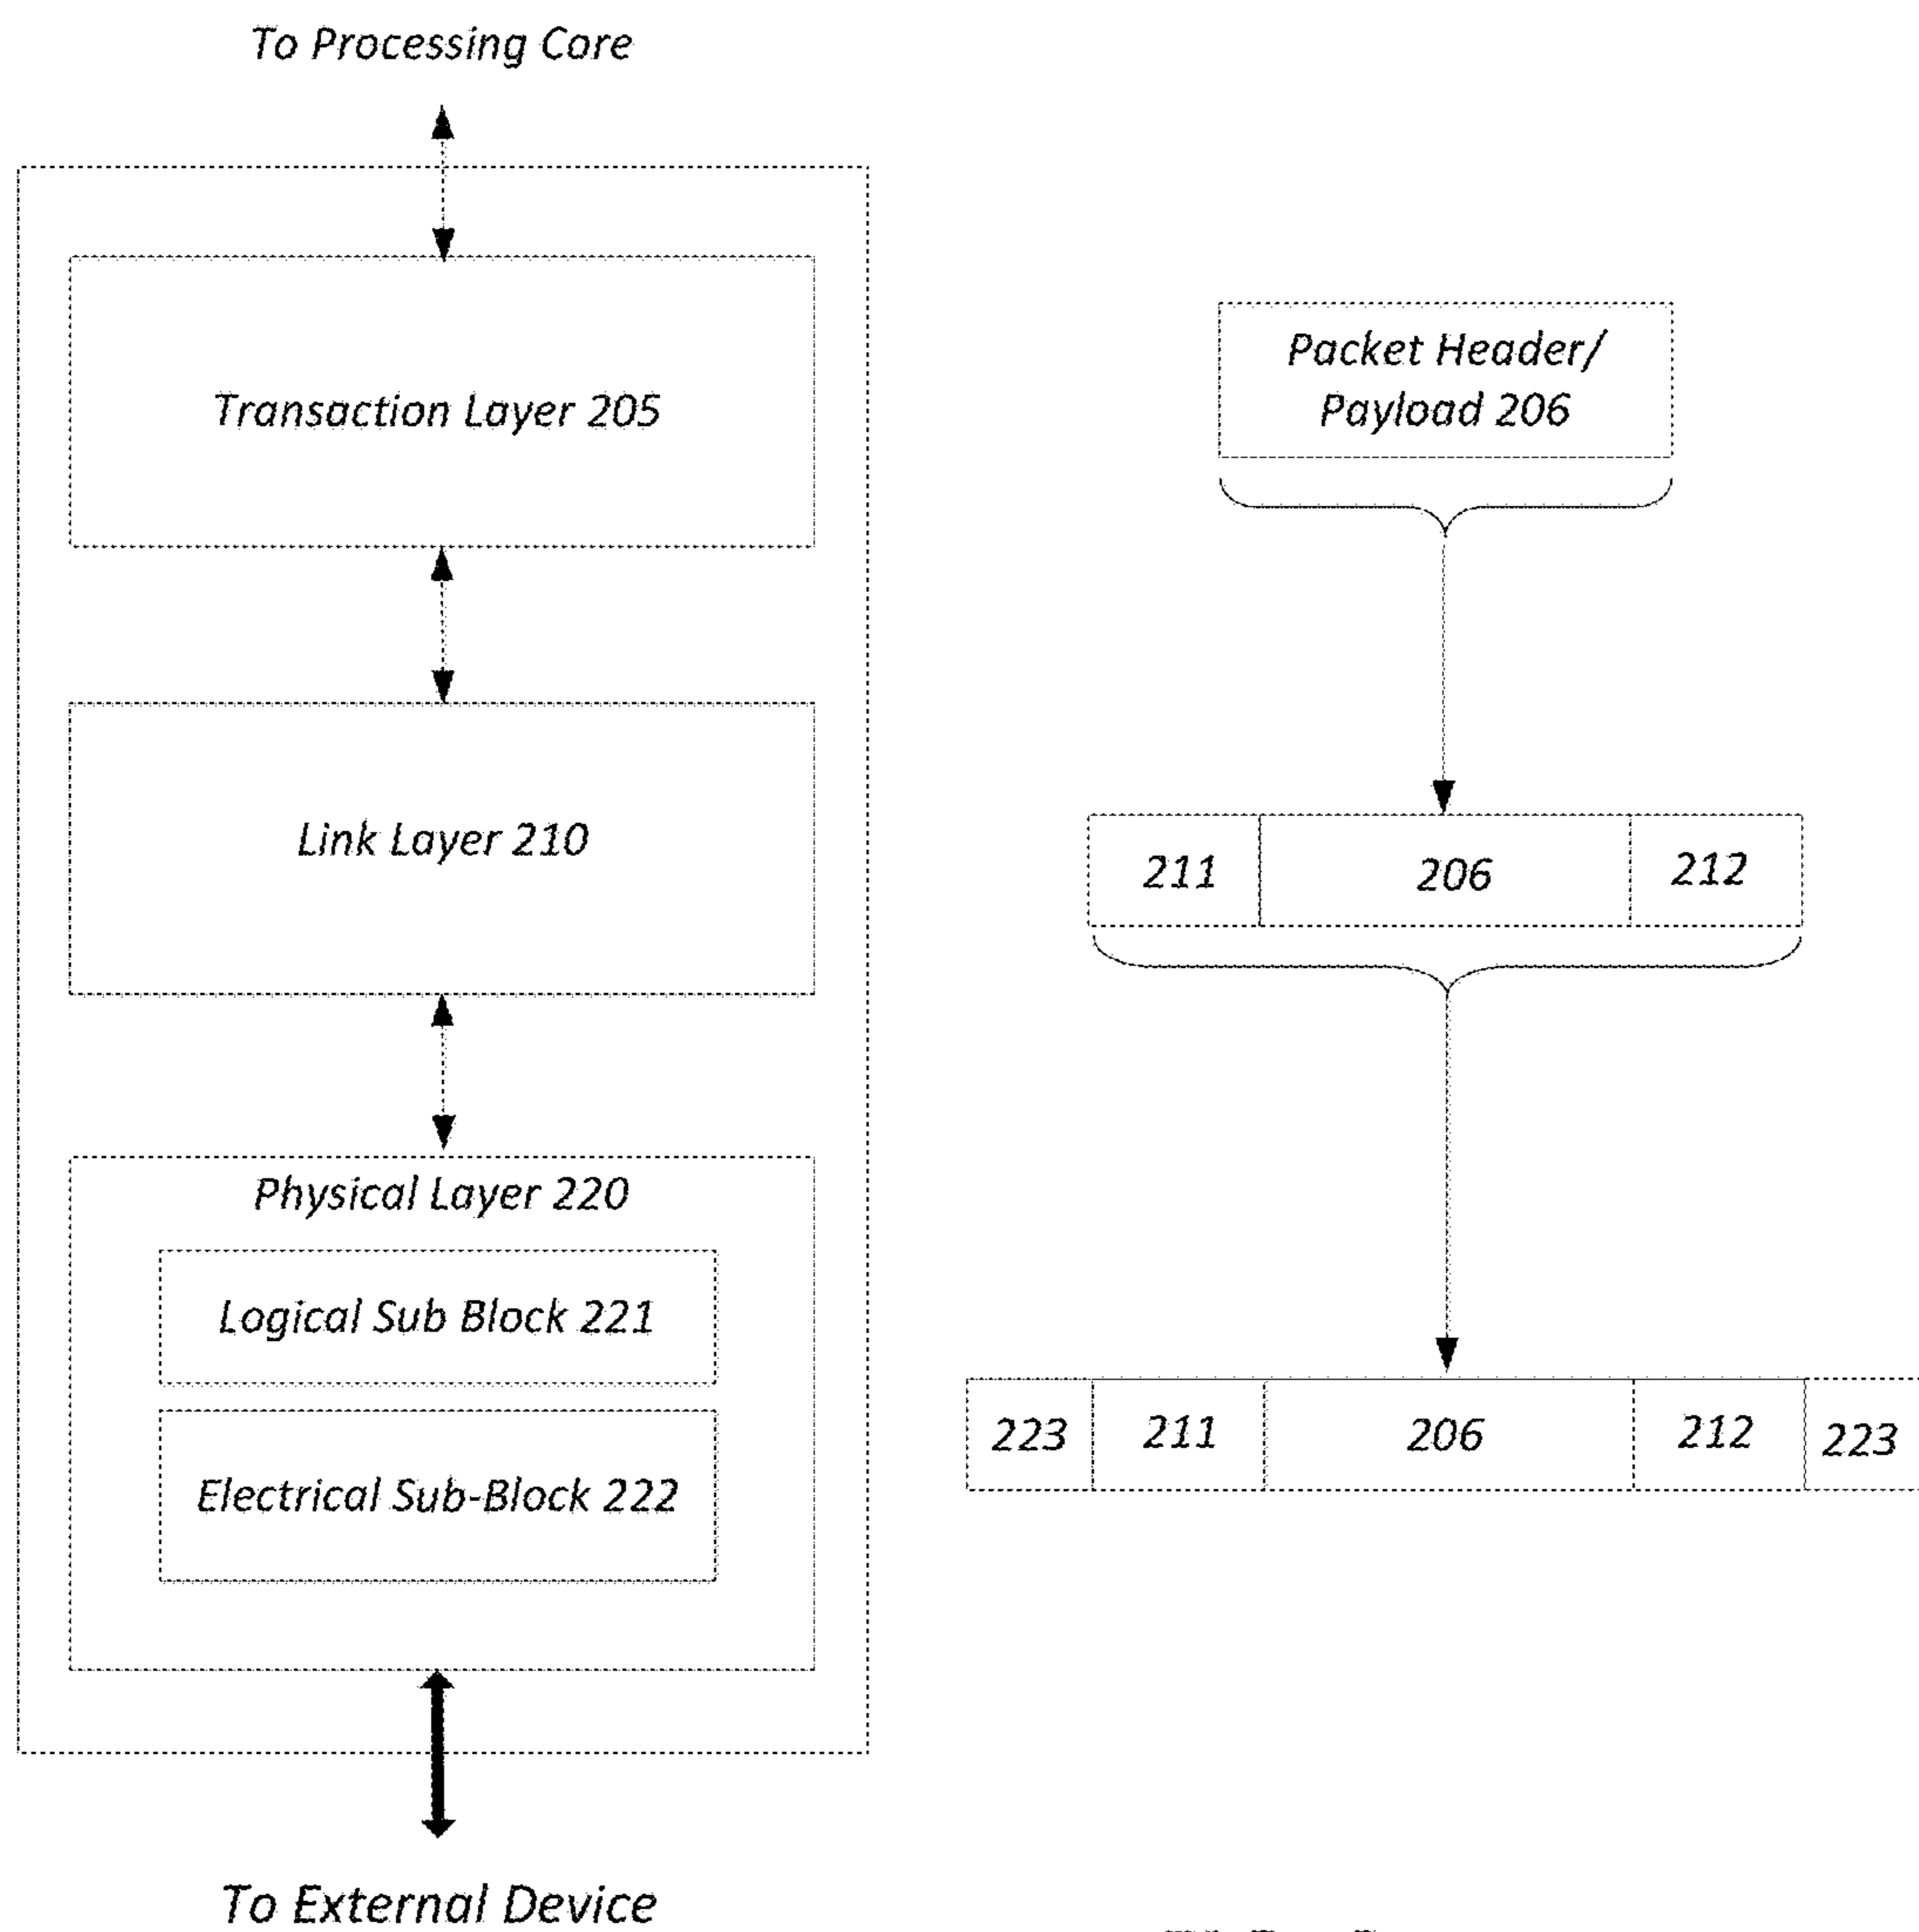 To Processing Core
Transaction Layer 205
Packet Header/
Payload 206
Link Layer 210
211 206 212
Physical Layer 220
Logical Sub Block 221
Electrical Sub-Block 222
223 211 206 212 223
To External Device